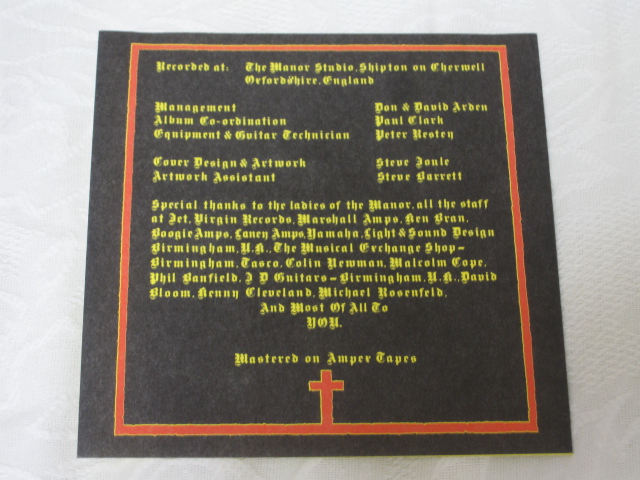 Recorded at: The Manor Studio, Shipton on Cherwell
Oxfordshire, England
Management Don & David Arden
Album Co-ordination Paul Clark
Equipment & Guitar Technician Peter Restey
Cover Design & Artwork Steve Joule
Artwork Assistant Steve Barrett
Special thanks to the ladies of the Manor, all the staff
at Jet, Virgin Records, Marshall Amps, Ken Bran,
Boogie Amps, Laney Amps, Yamaha, Light & Sound Design
Birmingham, U.K., The Musical Exchange Shop-
Birmingham, Tasco, Colin Newman, Malcolm Cope,
Phil Banfield, J D Guitars-Birmingham, U.K., David
Bloom, Kenny Cleveland, Michael Rosenfeld,
And Most Of All To
YOU.
Mastered on Ampex Tapes